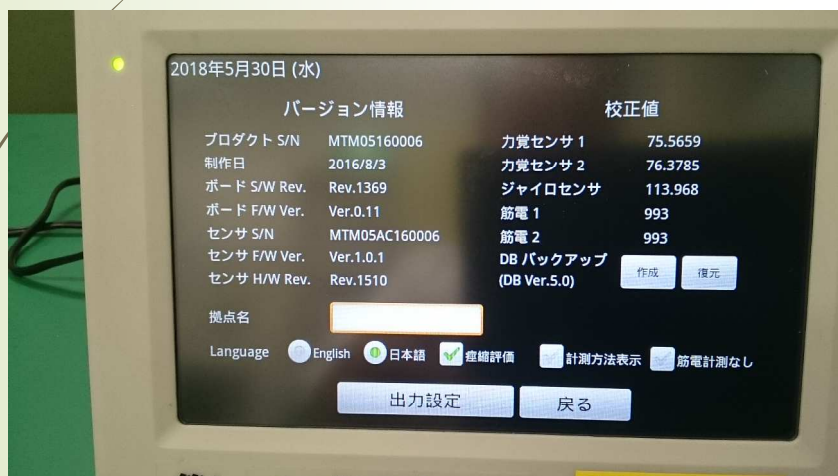 2018年5月30日 (水)
バージョン情報
プロダクト S/N MTM05160006
制作日 2016/8/3
ボード S/W Rev. Rev.1369
ボード F/W Ver. Ver.0.11
センサ S/N MTM05AC160006
センサ F/W Ver. Ver.1.0.1
センサ H/W Rev. Rev.1510
校正値
力覚センサ 1 75.5659
力覚センサ 2 76.3785
ジャイロセンサ 113.968
筋電 1 993
筋電 2 993
DB バックアップ
(DB Ver.5.0) 作成 復元
拠点名
Language English 日本語 痙縮評価 計測方法表示 筋電計測なし
出力設定 戻る